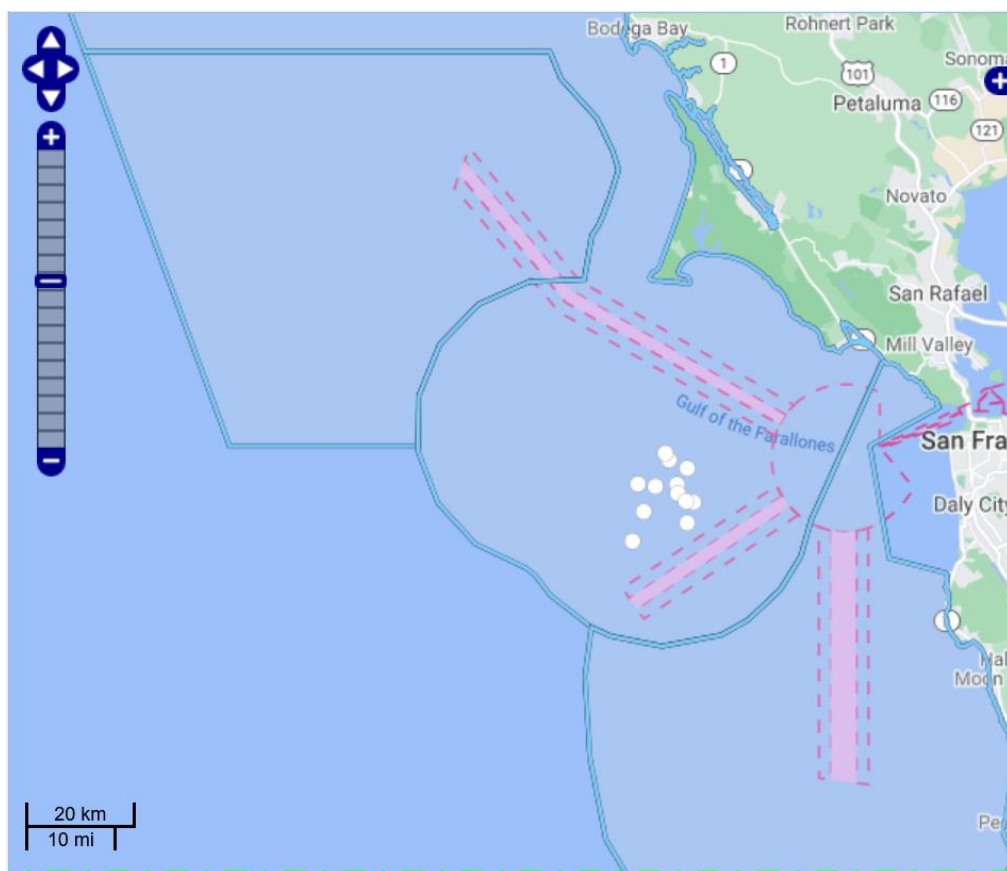 Bodega Bay
Rohnert Park
1
101
Petaluma
116
121
Novato
San Rafael
Mill Valley
Gulf of the Farallones
San Fra
Daly City
Moon
20 km
10 mi